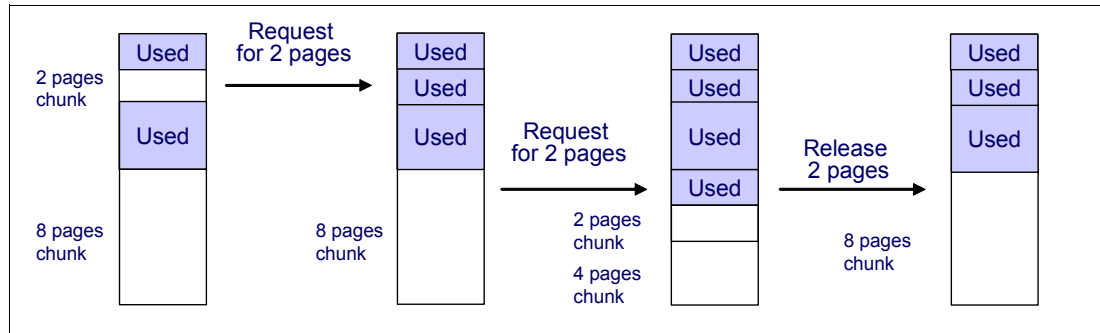 Used
2 pages
chunk
Used
8 pages
chunk
Request
for 2 pages
Used
Used
Used
8 pages
chunk
Request
for 2 pages
Used
Used
Used
Used
2 pages
chunk
4 pages
chunk
Release
2 pages
Used
Used
Used
8 pages
chunk